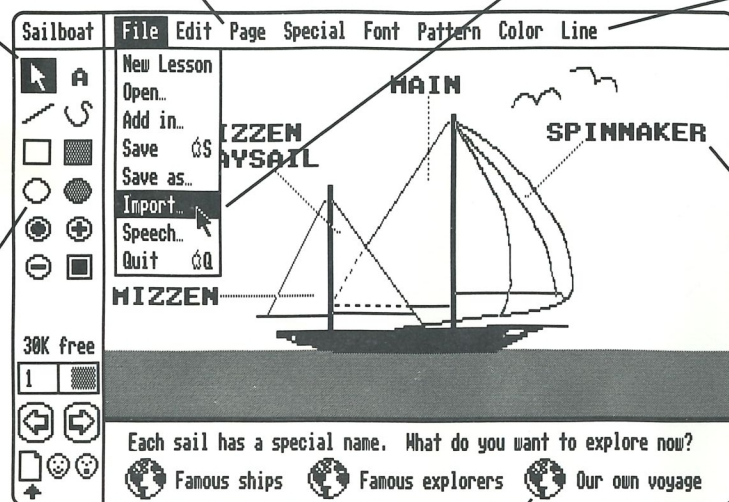 Sailboat File Edit Page Special Font Pattern Color Line
A
New Lesson
Open…
Add in…
Save S
Save as…
Import…
Speech…
Quit Q
MAIN
IZZEN
AYSAIL
SPINNAKER
MIZZEN
30K free
1
Each sail has a special name. What do you want to explore now?
Famous ships Famous explorers Our own voyage